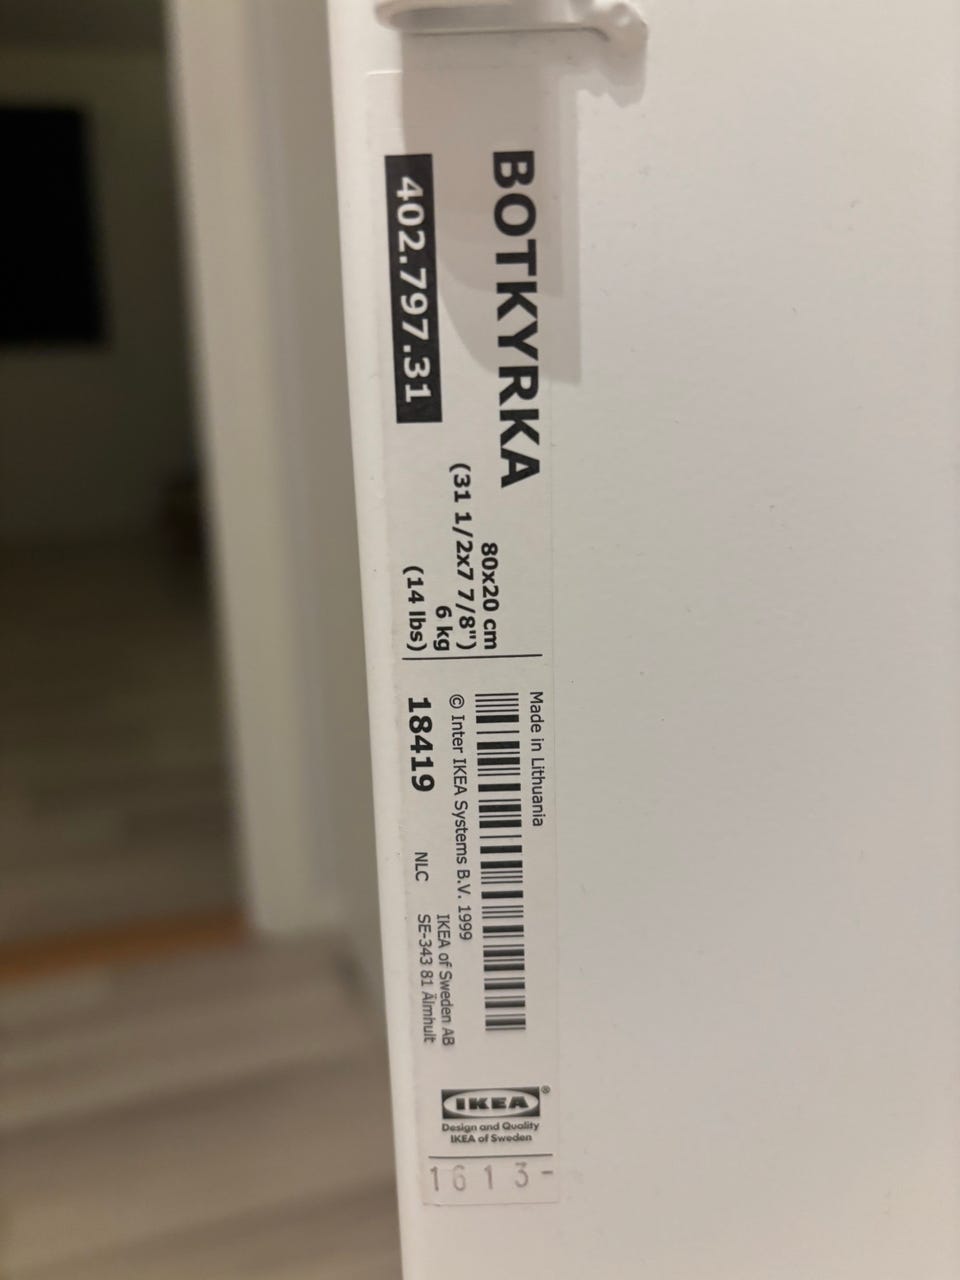 BOTKYRKA
402.797.31
80x20 cm
(31 1/2x7 7/8")
6 kg
(14 lbs)
Made in Lithuania
© Inter IKEA Systems B.V. 1999
18419
NLC
IKEA of Sweden AB
SE-343 81 Älmhult
IKEA®
Design and Quality
IKEA of Sweden
1613-